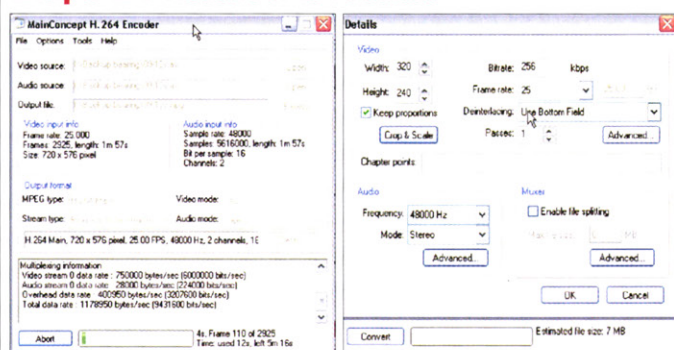 MainConcept H.264 Encoder
File Options Tools Help
Video source:
Audio source:
Output file:
Video input info
Frame rate: 25.000
Frames: 2925, length: 1m 57s
Size: 720 x 576 pixel
Audio input info
Sample rate: 48000
Samples: 5616000, length: 1m 57s
Bit per sample: 16
Channels: 2
Output format
MPEG type:
Video mode:
Stream type:
Audio mode:
H.264 Main, 720 x 576 pixel, 25.00 FPS, 48000 Hz, 2 channels, 16
Multiplexing information
Video stream 0 data rate : 750000 bytes/sec (6000000 bits/sec)
Audio stream 0 data rate : 28000 bytes/sec (224000 bits/sec)
Overhead data rate : 400950 bytes/sec (3207600 bits/sec)
Total data rate : 1178950 bytes/sec (9431600 bits/sec)
Abort
4s. Frame 110 of 2925
Time: used 12s, left 5m 16s
Details
Video
Width: 320
Bitrate: 256 kbps
Height: 240
Frame rate: 25
Keep proportions
Deinterlacing: Use Bottom Field
Crop & Scale
Passes: 1
Advanced...
Chapter points
Audio
Muxer
Frequency: 48000 Hz
Enable file splitting
Mode: Stereo
MB
Advanced...
Advanced...
OK
Cancel
Convert
Estimated file size: 7 MB